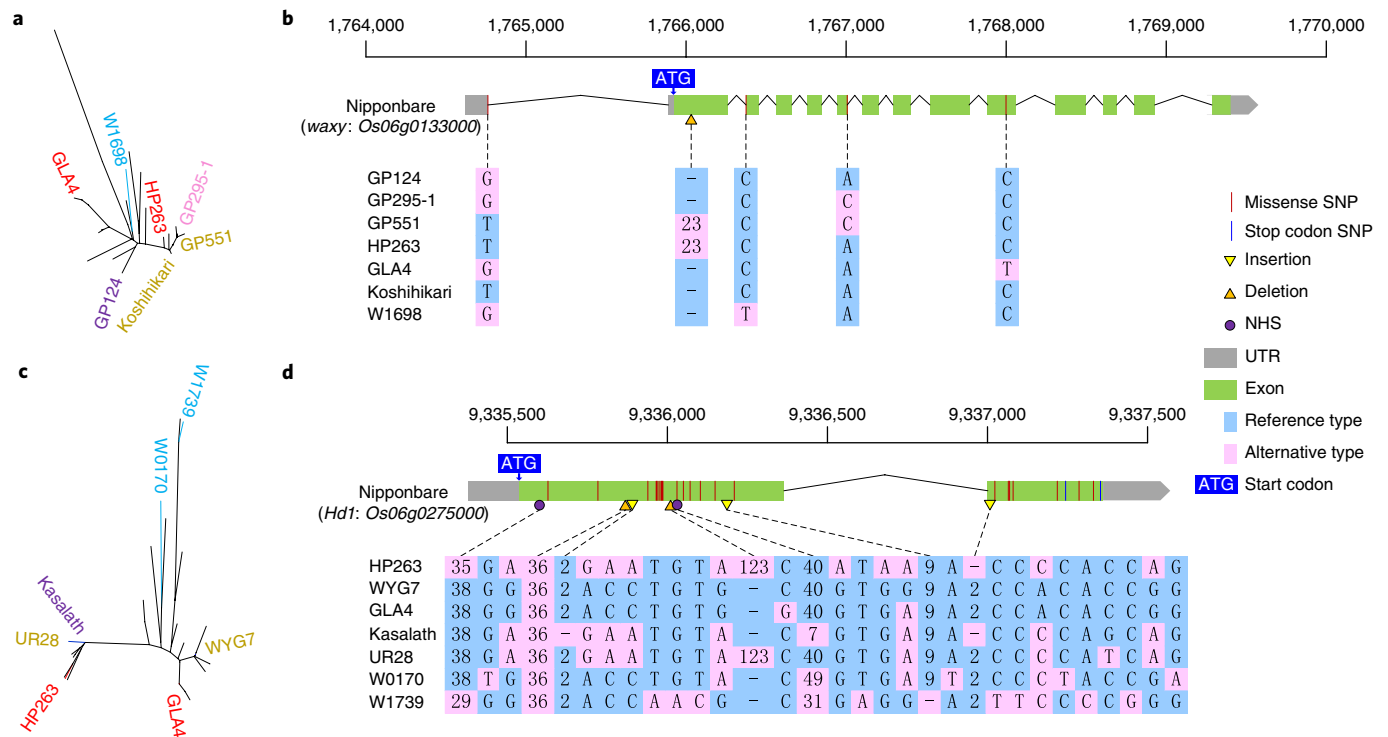 a
W1698
GLA4
HP263
GP295-1
GP551
Koshihikari
GP124
b
1,764,000 1,765,000 1,766,000 1,767,000 1,768,000 1,769,000 1,770,000
ATG
Nipponbare
(waxy: Os06g0133000)
GP124 G – C A C
GP295-1 G – C C C
GP551 T 23 C C C
HP263 T 23 C A C
GLA4 G – C A T
Koshihikari T – C A C
W1698 G – T A C
Missense SNP
Stop codon SNP
Insertion
Deletion
NHS
UTR
Exon
Reference type
Alternative type
ATG Start codon
c
W1739
W0170
Kasalath
UR28
WYG7
HP263
GLA4
d
9,335,500 9,336,000 9,336,500 9,337,000 9,337,500
ATG
Nipponbare
(Hd1: Os06g0275000)
HP263 35 G A 36 2 G A A T G T A 123 C 40 A T A A 9 A – C C C A C C A G
WYG7 38 G G 36 2 A C C T G T G – C 40 G T G G 9 A 2 C C A C A C G G
GLA4 38 G G 36 2 A C C T G T G – G 40 G T G A 9 A 2 C C A C A C G G
Kasalath 38 G A 36 – G A A T G T A – C 7 G T G A 9 A – C C C A G C A G
UR28 38 G A 36 2 G A A T G T A 123 C 40 G T G A 9 A 2 C C C A T C A G
W0170 38 T G 36 2 A C C T G T A – C 49 G T G A 9 T 2 C C T A C C G A
W1739 29 G G 36 2 A C C A A C G – C 31 G A G G – A 2 T T C C C G G G